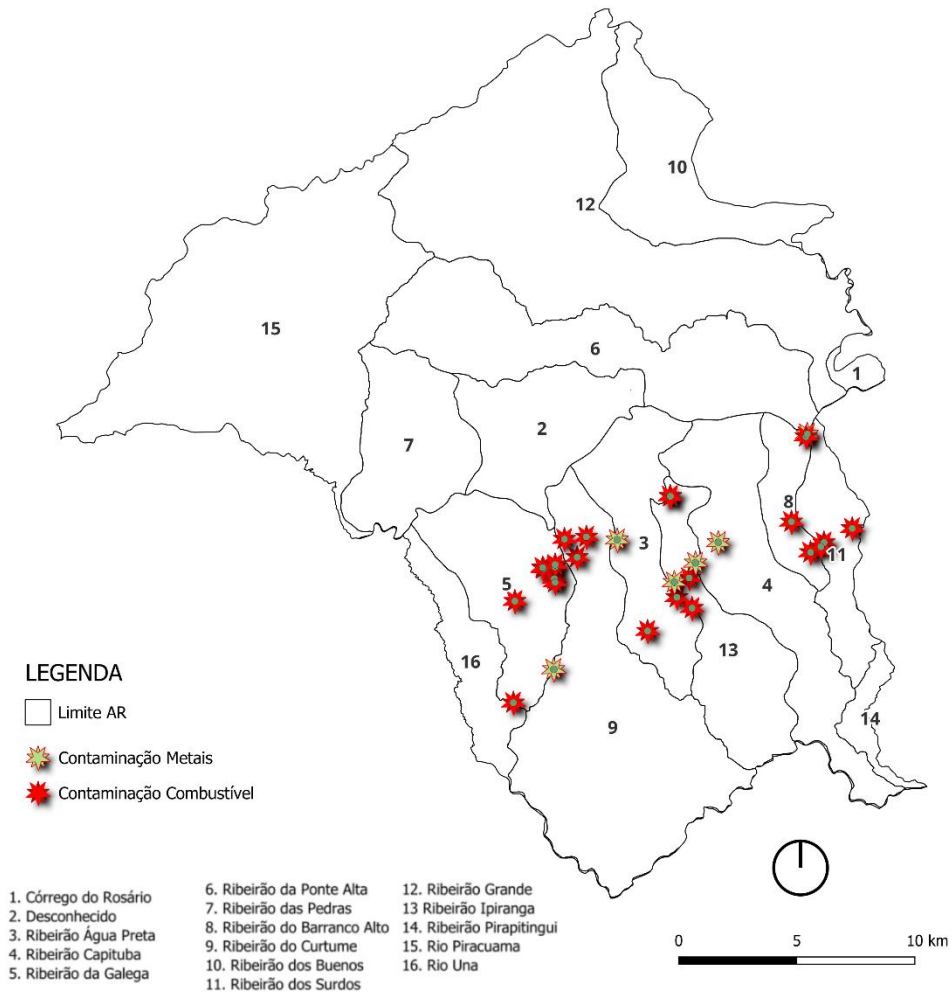 10
12
15
6
1
2
7
8
3
11
5
4
16
13
9
14
LEGENDA
Limite AR
Contaminação Metais
Contaminação Combustível
1. Córrego do Rosário
2. Desconhecido
3. Ribeirão Água Preta
4. Ribeirão Capituba
5. Ribeirão da Galega
6. Ribeirão da Ponte Alta
7. Ribeirão das Pedras
8. Ribeirão do Barranco Alto
9. Ribeirão do Curtume
10. Ribeirão dos Buenos
11. Ribeirão dos Surdos
12. Ribeirão Grande
13 Ribeirão Ipiranga
14. Ribeirão Pirapitingui
15. Rio Piracuama
16. Rio Una
0 5 10 km